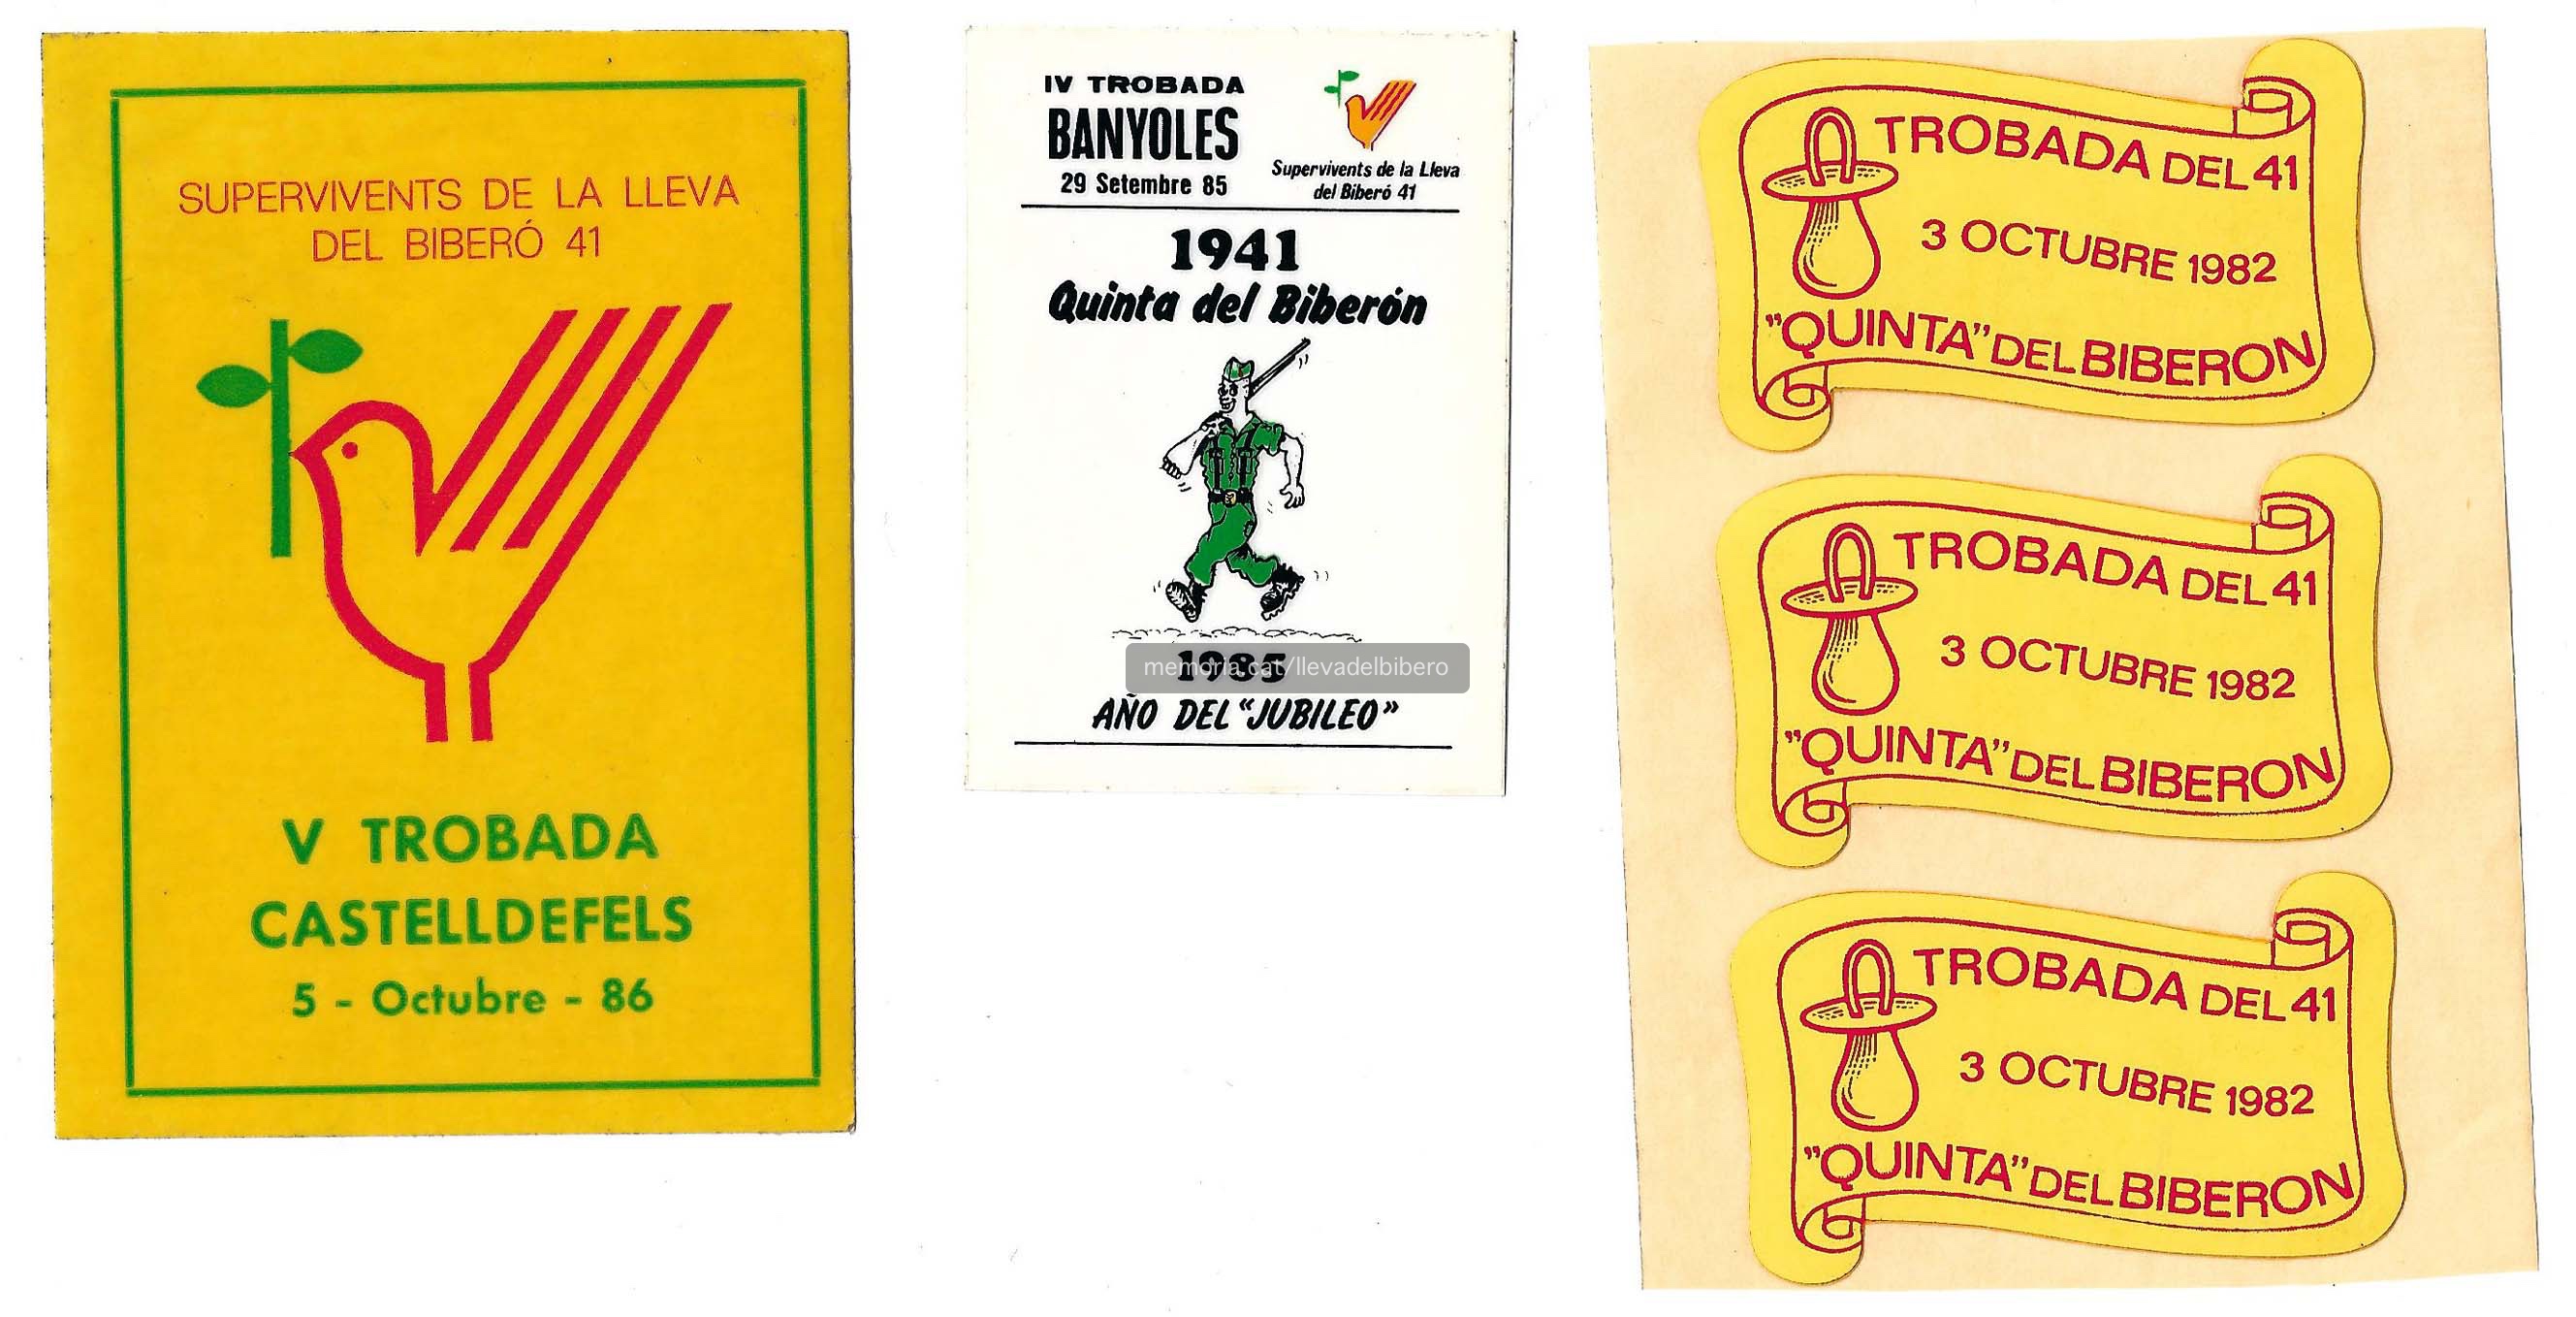 SUPERVIVENTS DE LA LLEVA
DEL BIBERÓ 41
V TROBADA
CASTELLDEFELS
5 - Octubre - 86
IV TROBADA
BANYOLES
29 Setembre 85
Supervivents de la Lleva
del Biberó 41
1941
Quinta del Biberón
1985
memoria.cat/llevadelbibero
AÑO DEL “JUBILEO”
TROBADA DEL 41
3 OCTUBRE 1982
”QUINTA” DEL BIBERON
TROBADA DEL 41
3 OCTUBRE 1982
”QUINTA” DEL BIBERON
TROBADA DEL 41
3 OCTUBRE 1982
”QUINTA” DEL BIBERON